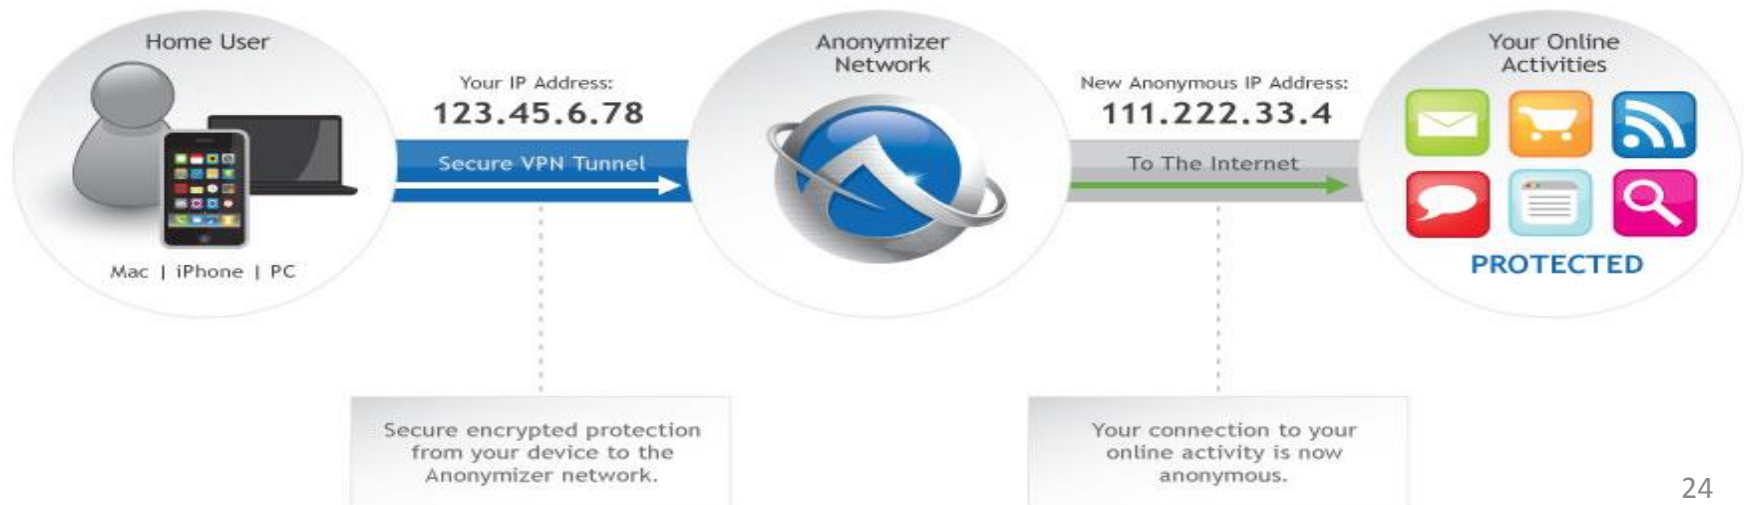 Home User
Mac | iPhone | PC
Your IP Address:
123.45.6.78
Secure VPN Tunnel
Secure encrypted protection
from your device to the
Anonymizer network.
Anonymizer
Network
New Anonymous IP Address:
111.222.33.4
To The Internet
Your connection to your
online activity is now
anonymous.
Your Online
Activities
PROTECTED
24